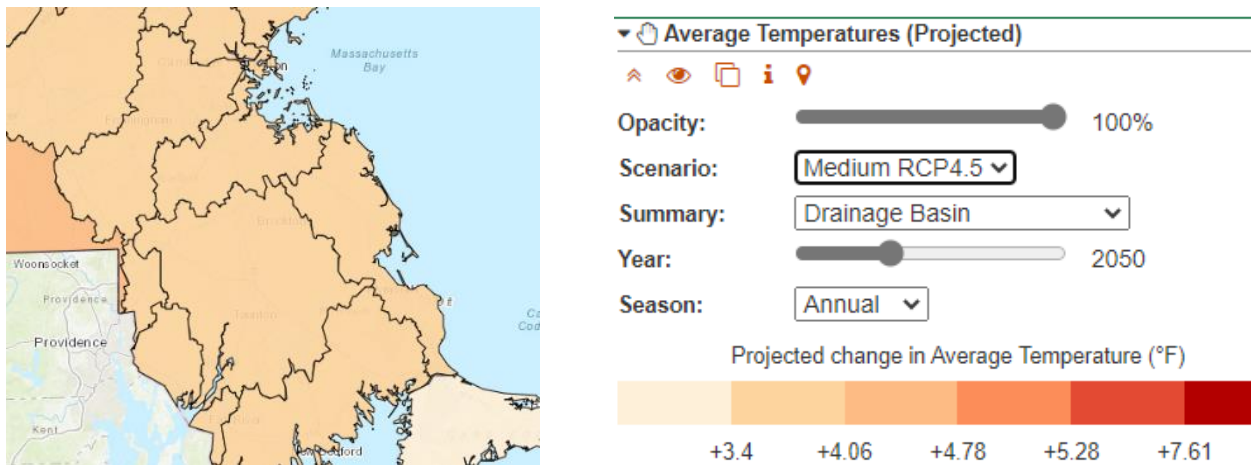 Massachusetts
Bay
Woonsocket
Providence
Providence
Kent
Average Temperatures (Projected)
Opacity:
100%
Scenario:
Medium RCP4.5
Summary:
Drainage Basin
Year:
2050
Season:
Annual
Projected change in Average Temperature (°F)
+3.4 +4.06 +4.78 +5.28 +7.61